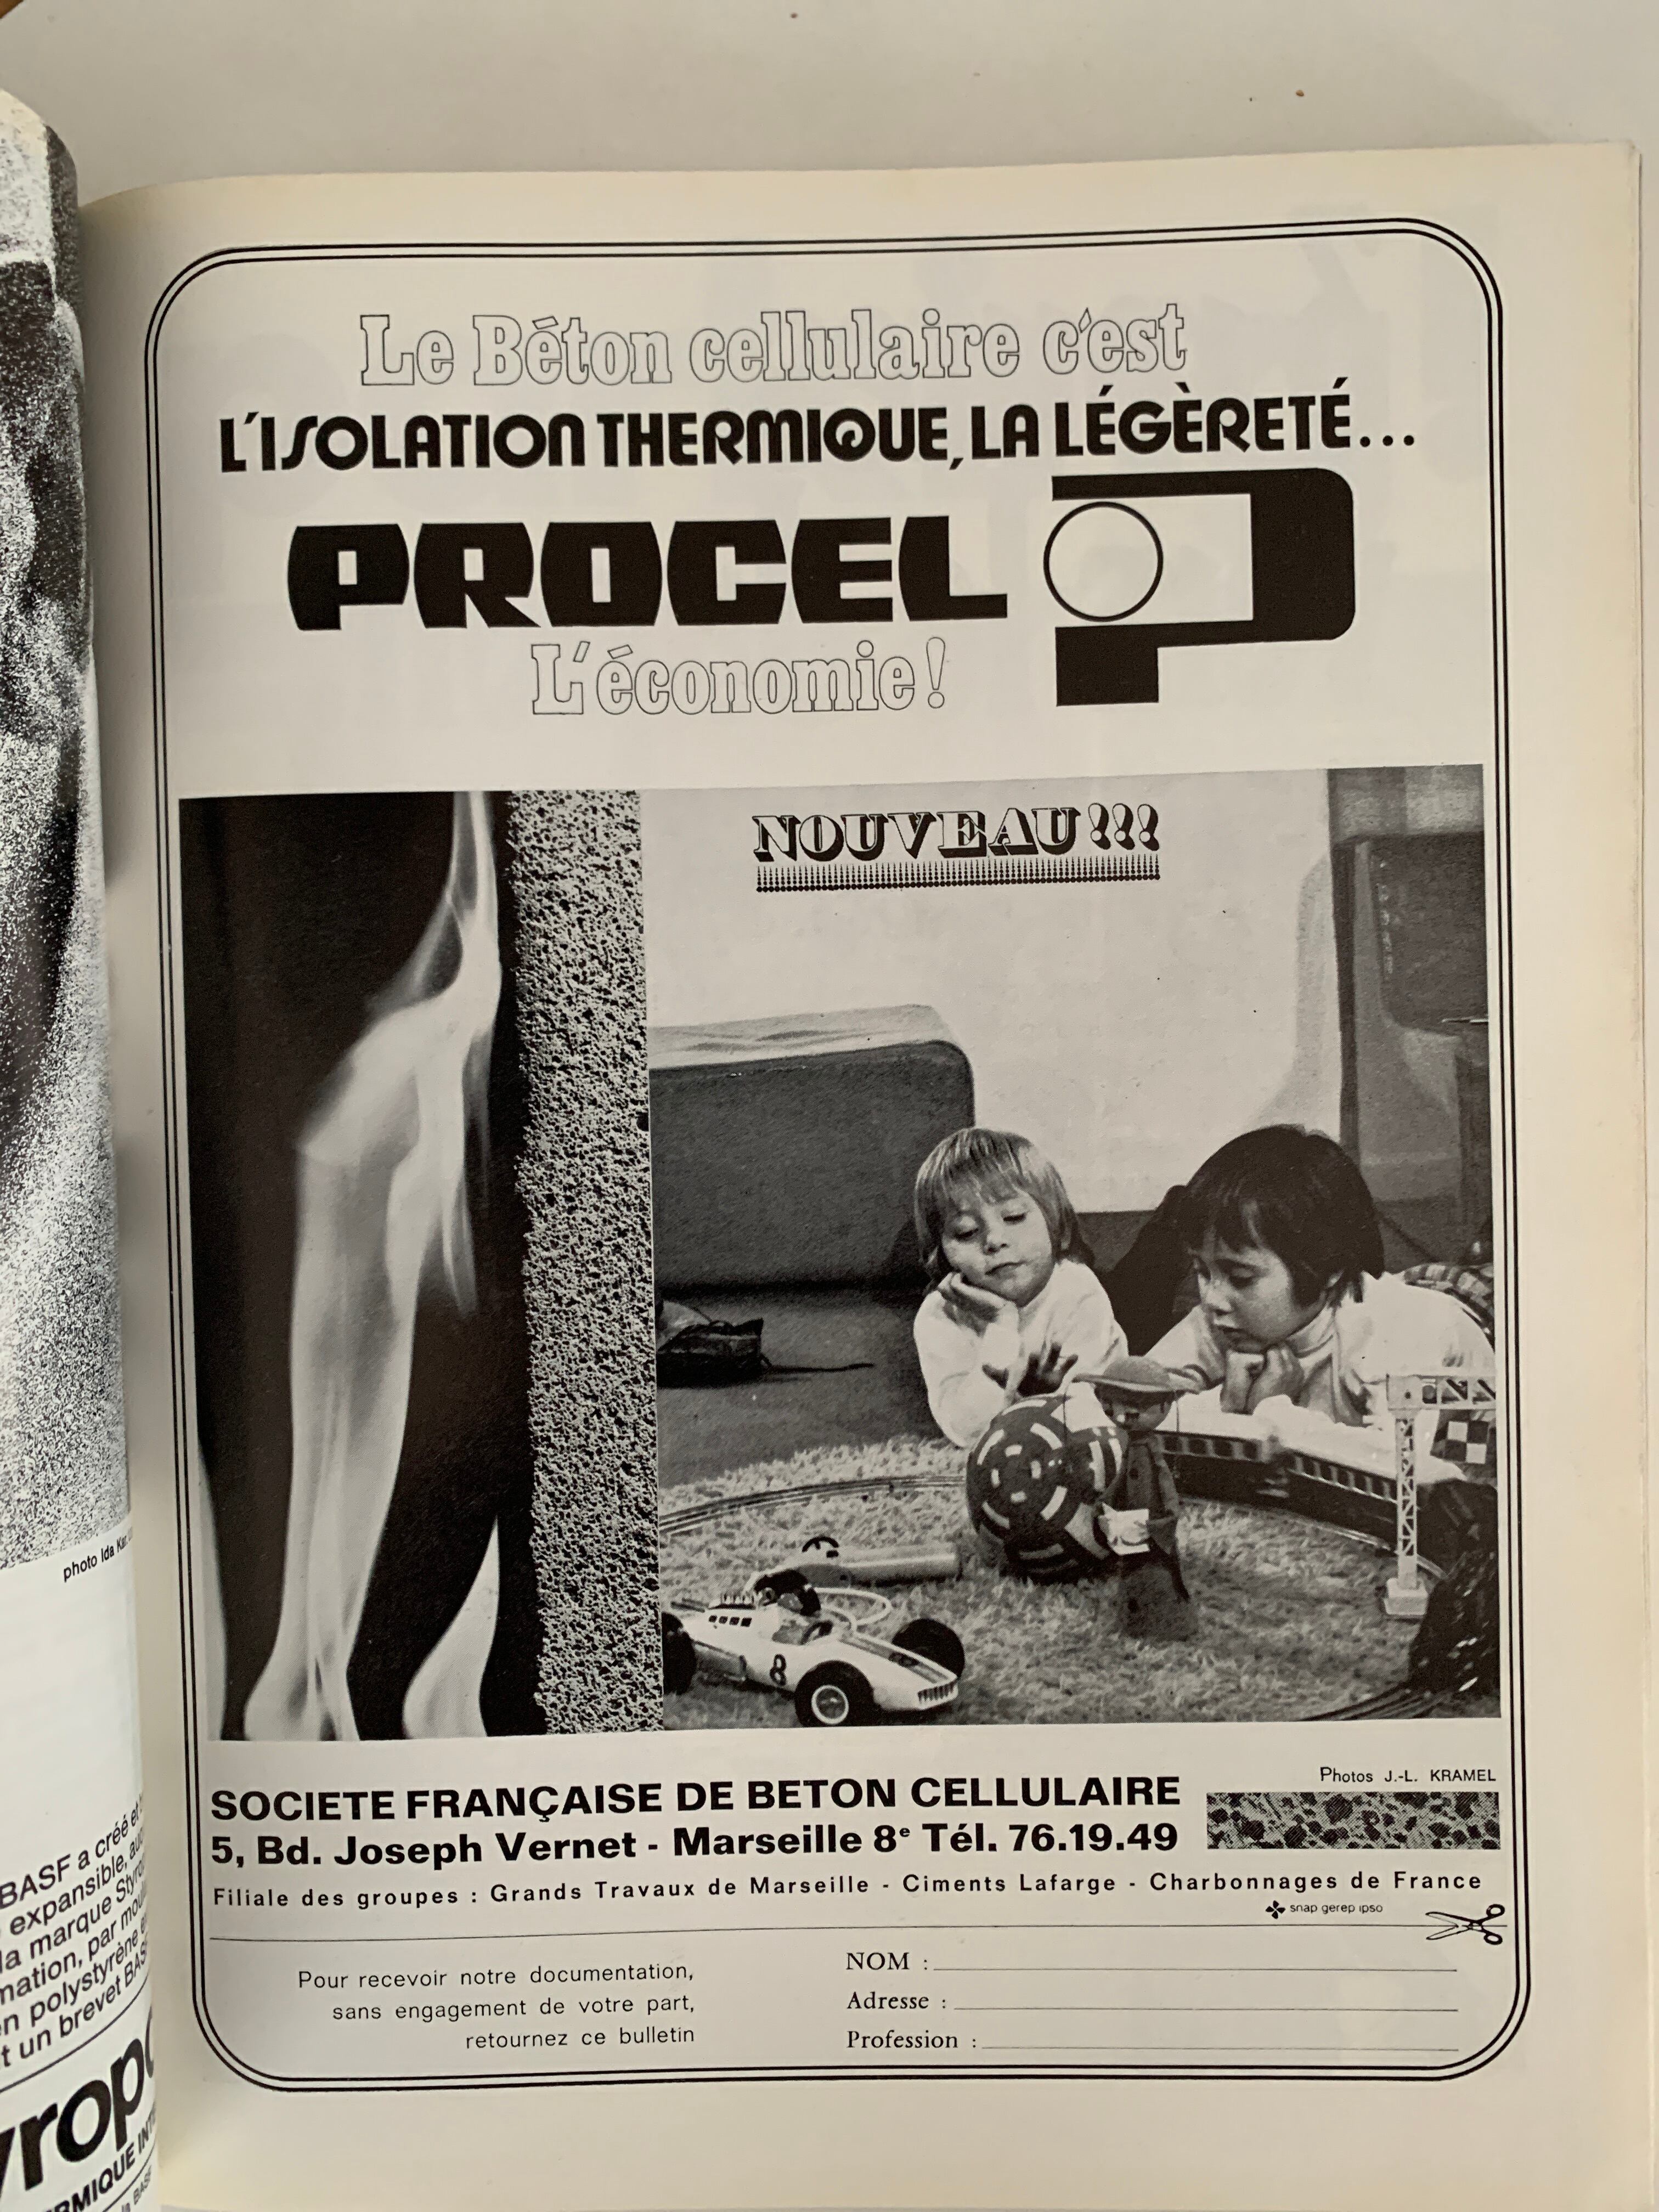 Le Béton cellulaire c'est
L'ISOLATION THERMIQUE, LA LÉGÈRETÉ...
PROCEL
L'économie!
NOUVEAU!!!
8
Photos J.-L. KRAMEL
SOCIETE FRANÇAISE DE BETON CELLULAIRE
5, Bd. Joseph Vernet - Marseille 8e Tél. 76.19.49
Filiale des groupes : Grands Travaux de Marseille - Ciments Lafarge - Charbonnages de France
snap gerep ipso
Pour recevoir notre documentation,
sans engagement de votre part,
retournez ce bulletin
NOM :
Adresse :
Profession :
photo Ida
BASF a créé et
expansible,
la marque
par
polystyrène
t un brevet